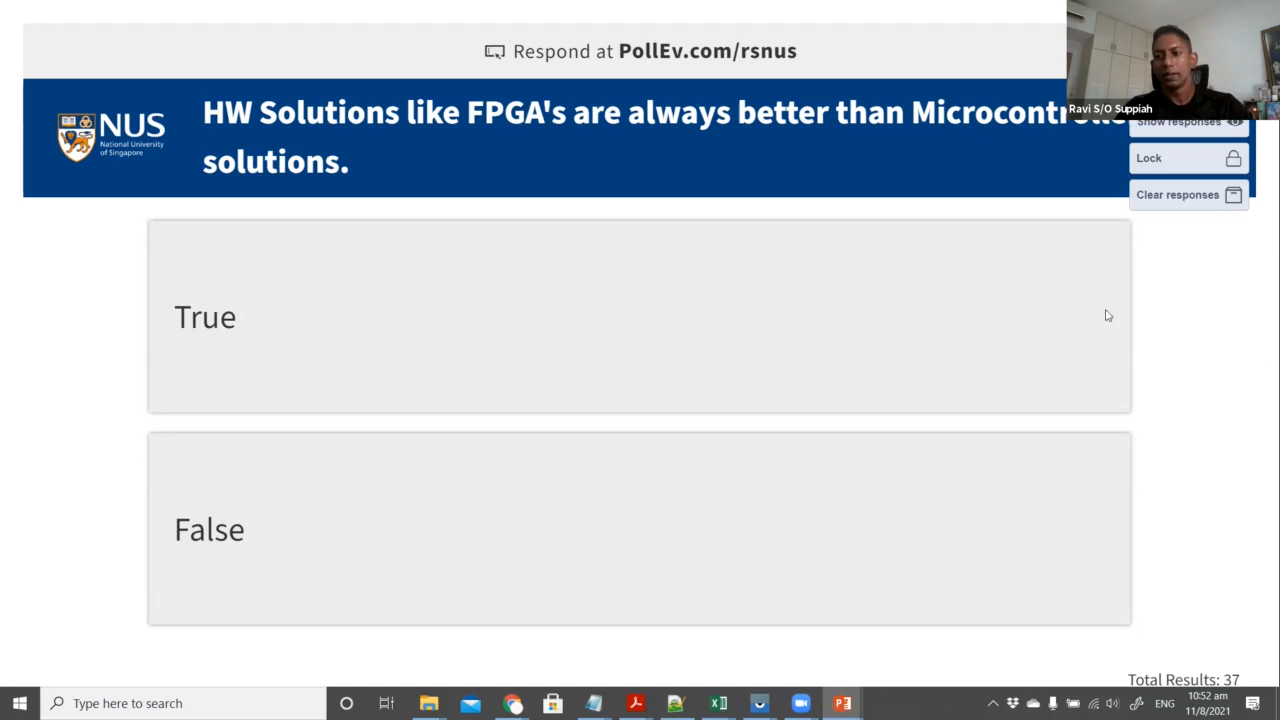 Respond at PollEv.com/rsnus
NUS
National University
of Singapore
HW Solutions like FPGA's are always better than
solutions.
Ravi S/O Suppiah
Show responses
Lock
Clear responses
True
False
Total Results: 37
Type here to search
ENG
10:52 am
11/8/2021